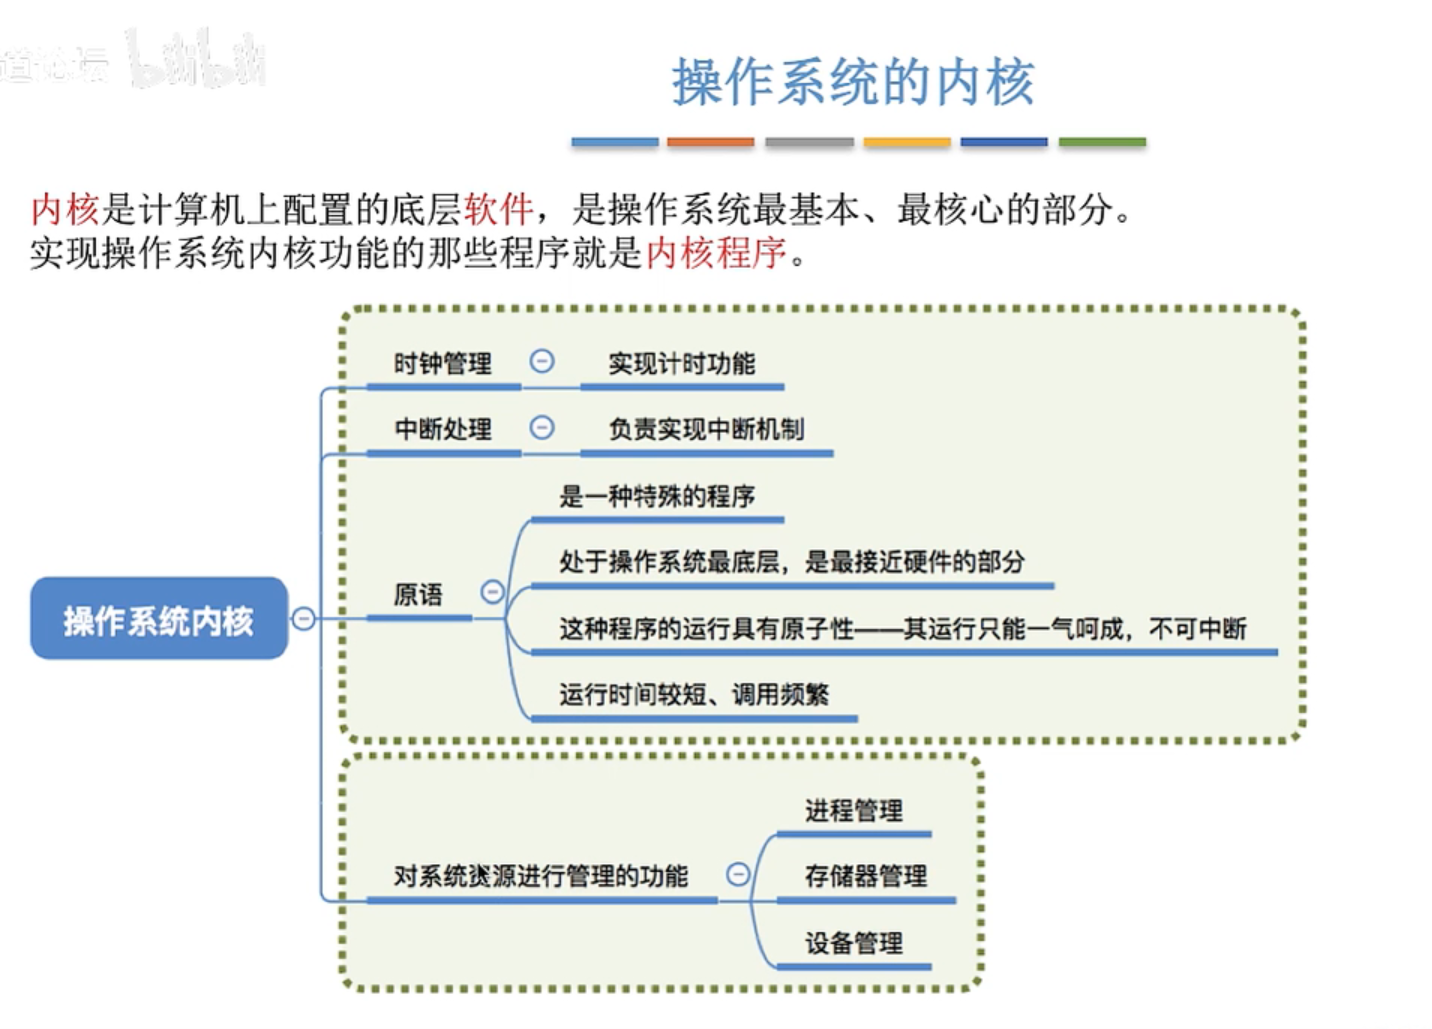 道论坛 bilibili
操作系统的内核
内核是计算机上配置的底层软件，是操作系统最基本、最核心的部分。
实现操作系统内核功能的那些程序就是内核程序。
时钟管理 实现计时功能
中断处理 负责实现中断机制
是一种特殊的程序
处于操作系统最底层，是最接近硬件的部分
原语
这种程序的运行具有原子性——其运行只能一气呵成，不可中断
操作系统内核
运行时间较短、调用频繁
进程管理
对系统资源进行管理的功能 存储器管理
设备管理